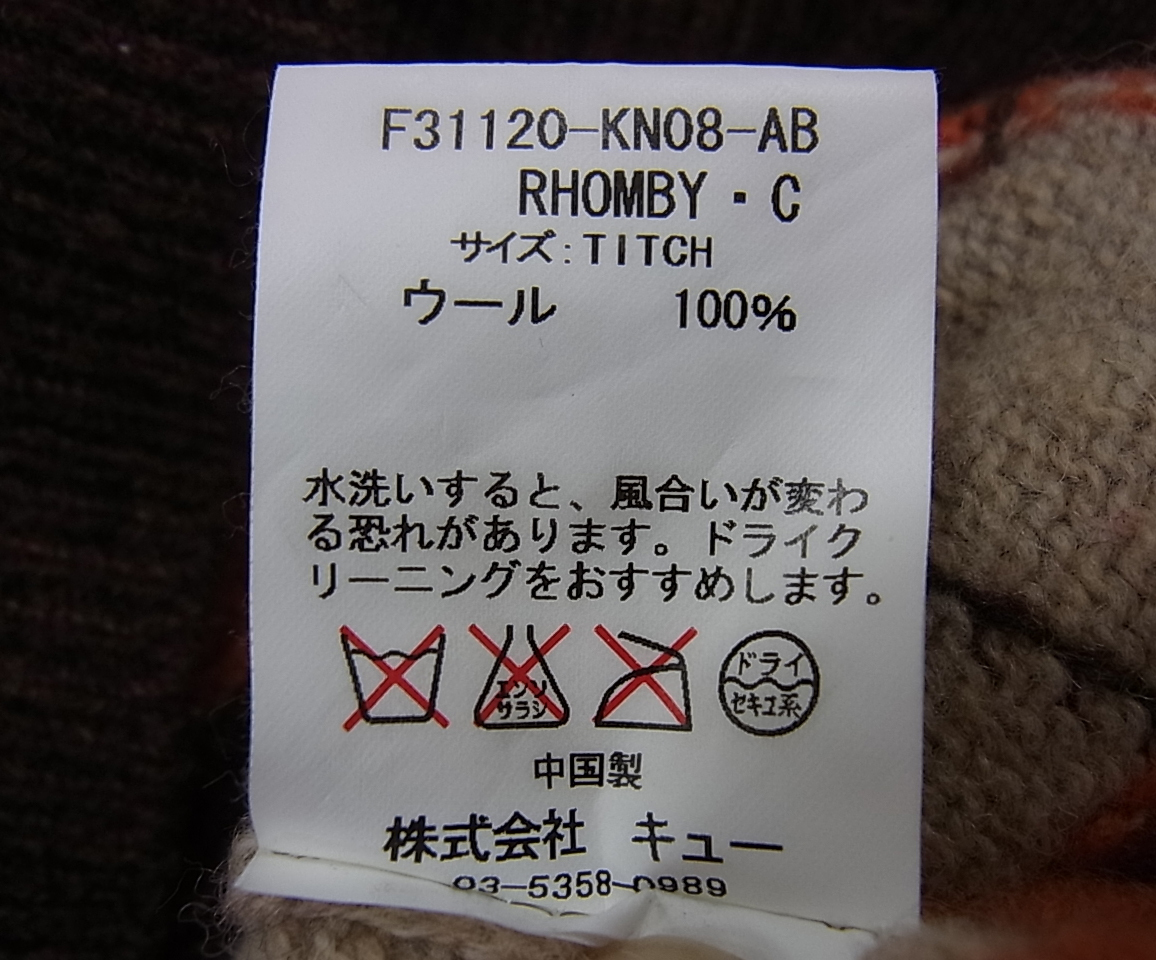 F31120-KN08-AB
RHOMBY・C
サイズ:TITCH
ウール 100%
水洗いすると、風合いが変わ
る恐れがあります。ドライク
リーニングをおすすめします。
エンソ
サラシ
ドライ
セキユ系
中国製
株式会社 キュー
03-5358-0989